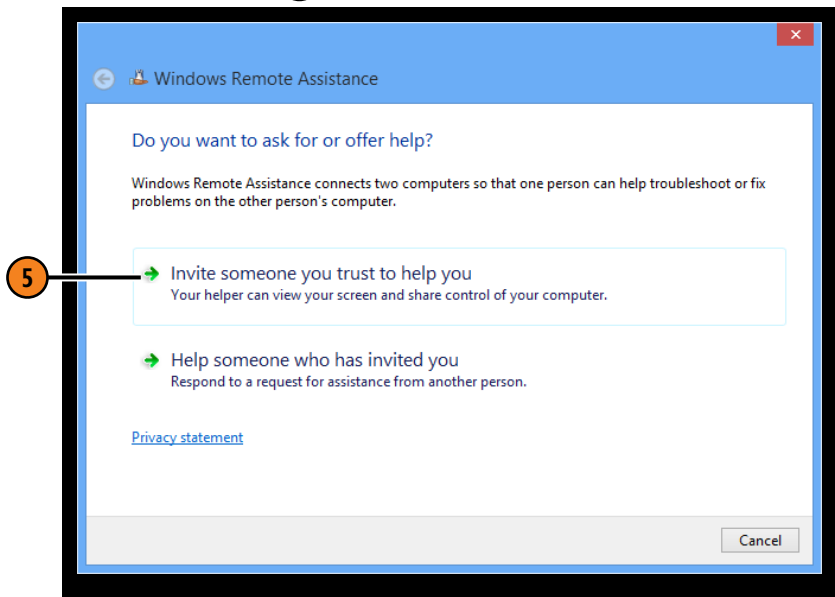 Windows Remote Assistance
Do you want to ask for or offer help?
Windows Remote Assistance connects two computers so that one person can help troubleshoot or fix
problems on the other person's computer.
5
Invite someone you trust to help you
Your helper can view your screen and share control of your computer.
Help someone who has invited you
Respond to a request for assistance from another person.
Privacy statement
Cancel